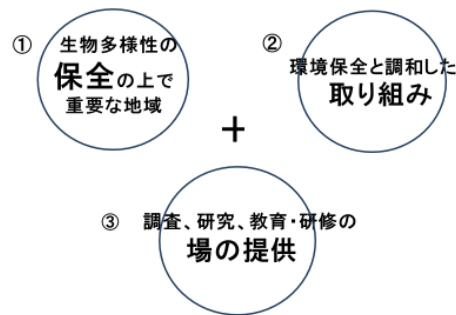 ① 生物多様性の
保全の上で
重要な地域
② 環境保全と調和した
取り組み
＋
③ 調査、研究、教育・研修の
場の提供